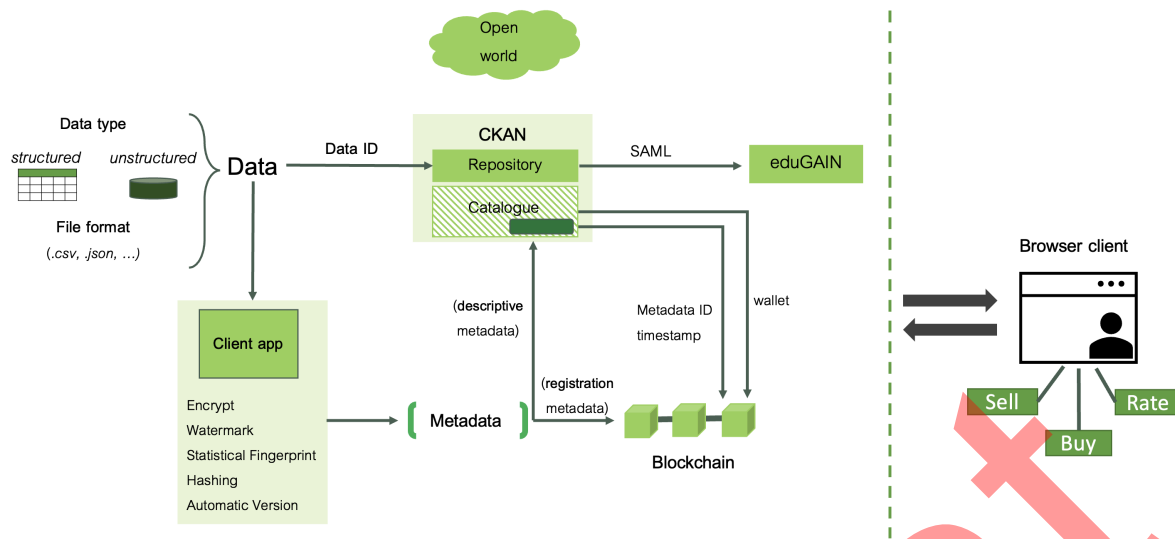 Open
world
Data type
structured
unstructured
File format
(.csv, .json, …)
Data
Data ID
CKAN
Repository
Catalogue
SAML
eduGAIN
Client app
Encrypt
Watermark
Statistical Fingerprint
Hashing
Automatic Version
Metadata
(descriptive
metadata)
(registration
metadata)
Metadata ID
timestamp
wallet
Blockchain
Browser client
Sell
Buy
Rate